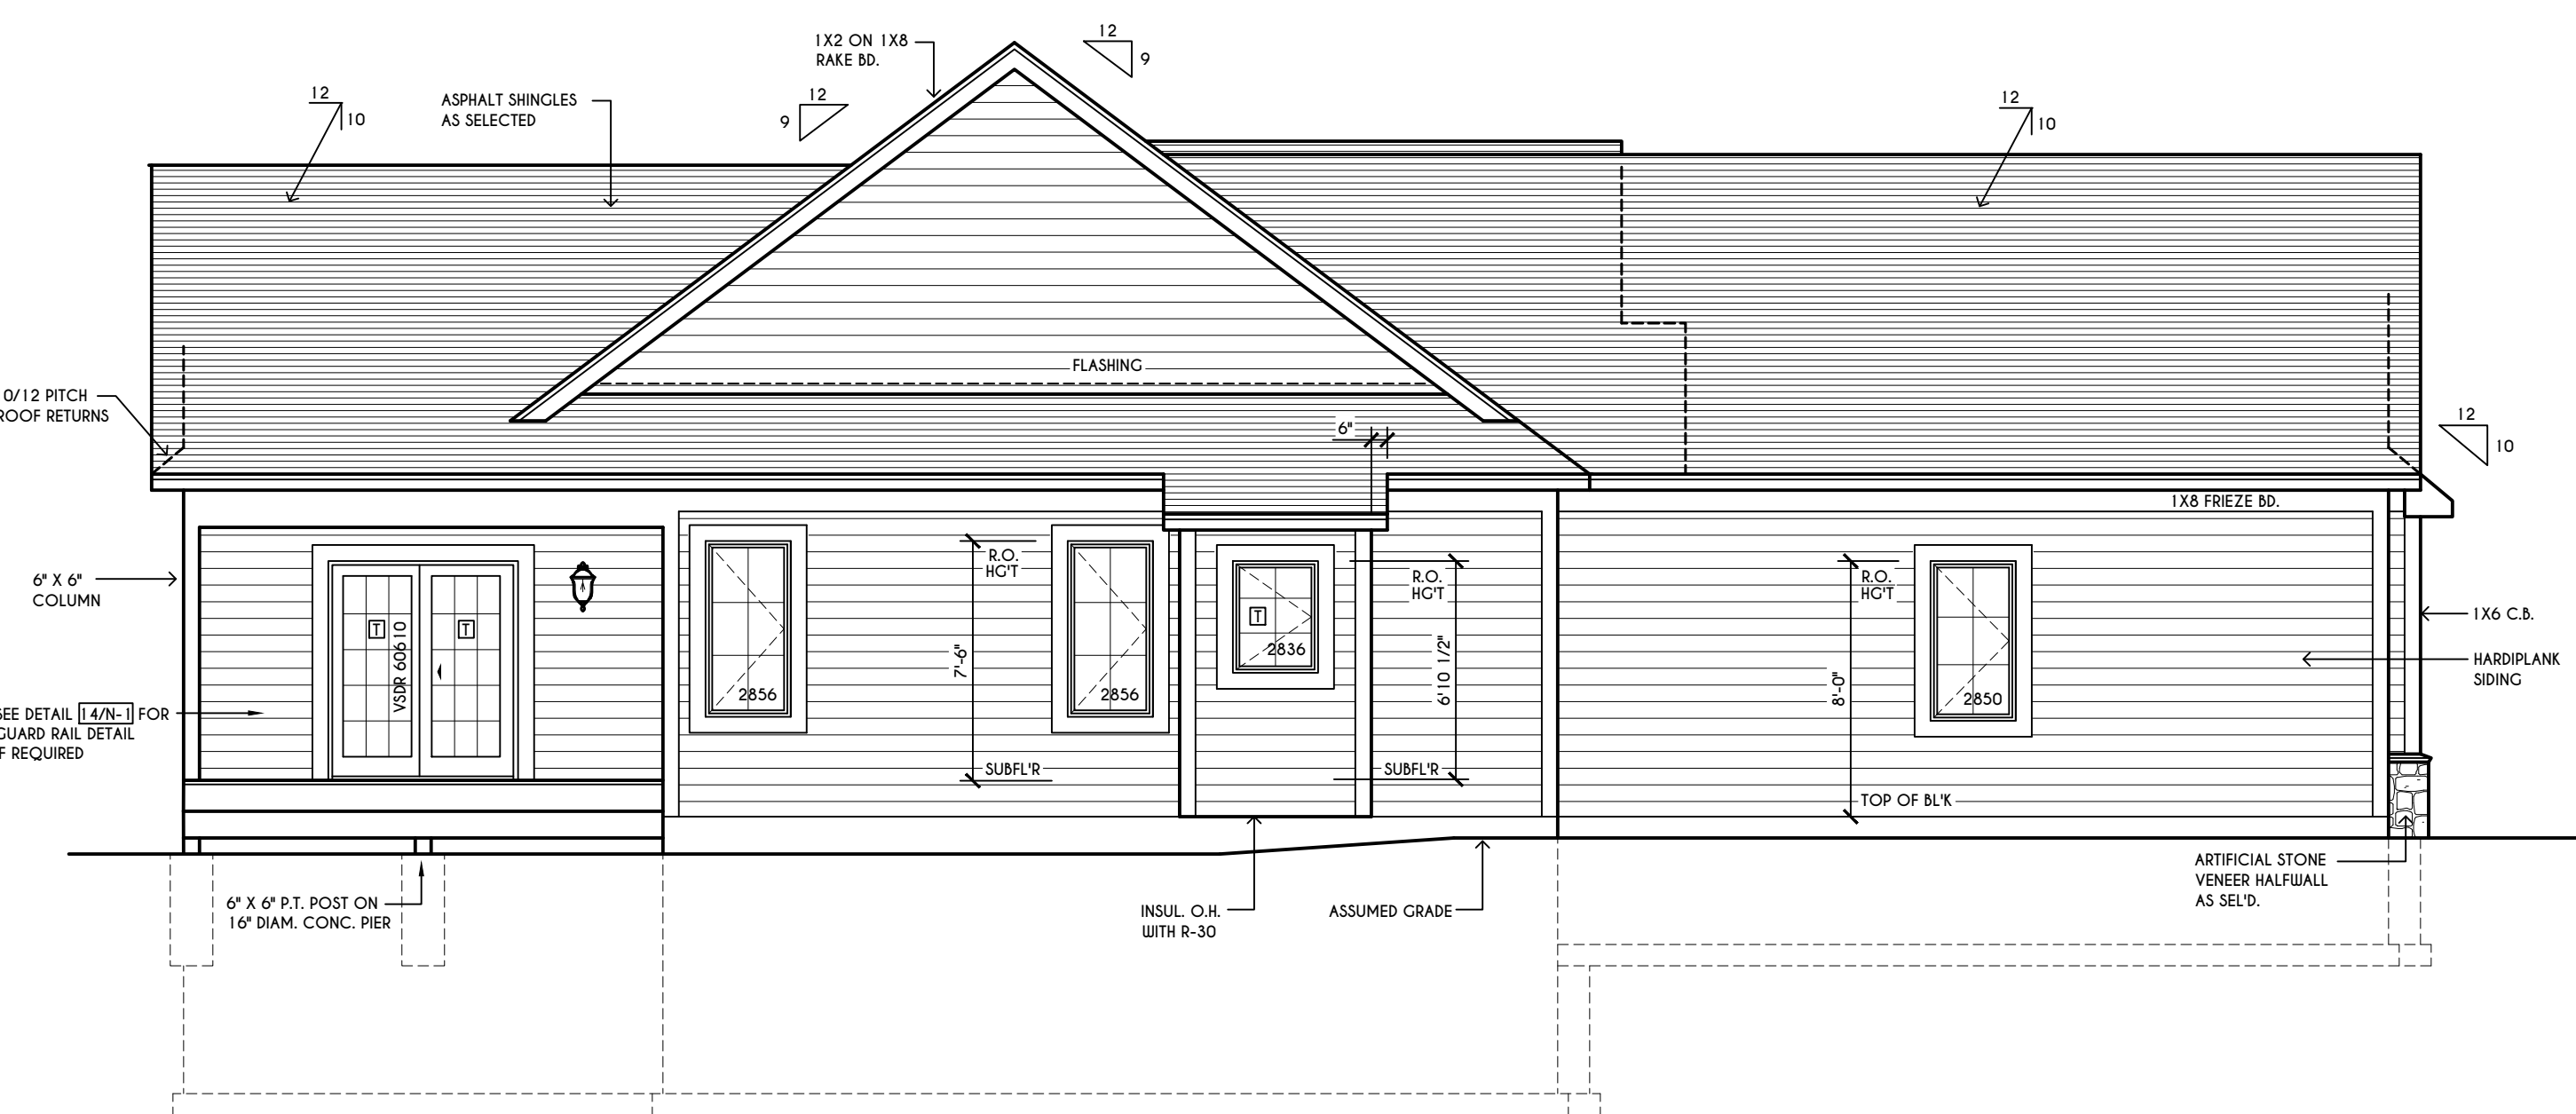 1X2 ON 1X8
RAKE BD.
12
9
12
9
12
10
ASPHALT SHINGLES
AS SELECTED
12
10
FLASHING
0/12 PITCH
ROOF RETURNS
6"
12
10
1X8 FRIEZE BD.
6" X 6"
COLUMN
R.O.
HG'T
R.O.
HG'T
R.O.
HG'T
T
T
VSDR 60610
T
2836
1X6 C.B.
7'-6"
6'10 1/2"
8'-0"
HARDIPLANK
SIDING
2856
2856
2850
SEE DETAIL 14/N-1 FOR
GUARD RAIL DETAIL
IF REQUIRED
SUBFL'R
SUBFL'R
TOP OF BL'K
6" X 6" P.T. POST ON
16" DIAM. CONC. PIER
INSUL. O.H.
WITH R-30
ASSUMED GRADE
ARTIFICIAL STONE
VENEER HALFWALL
AS SEL'D.